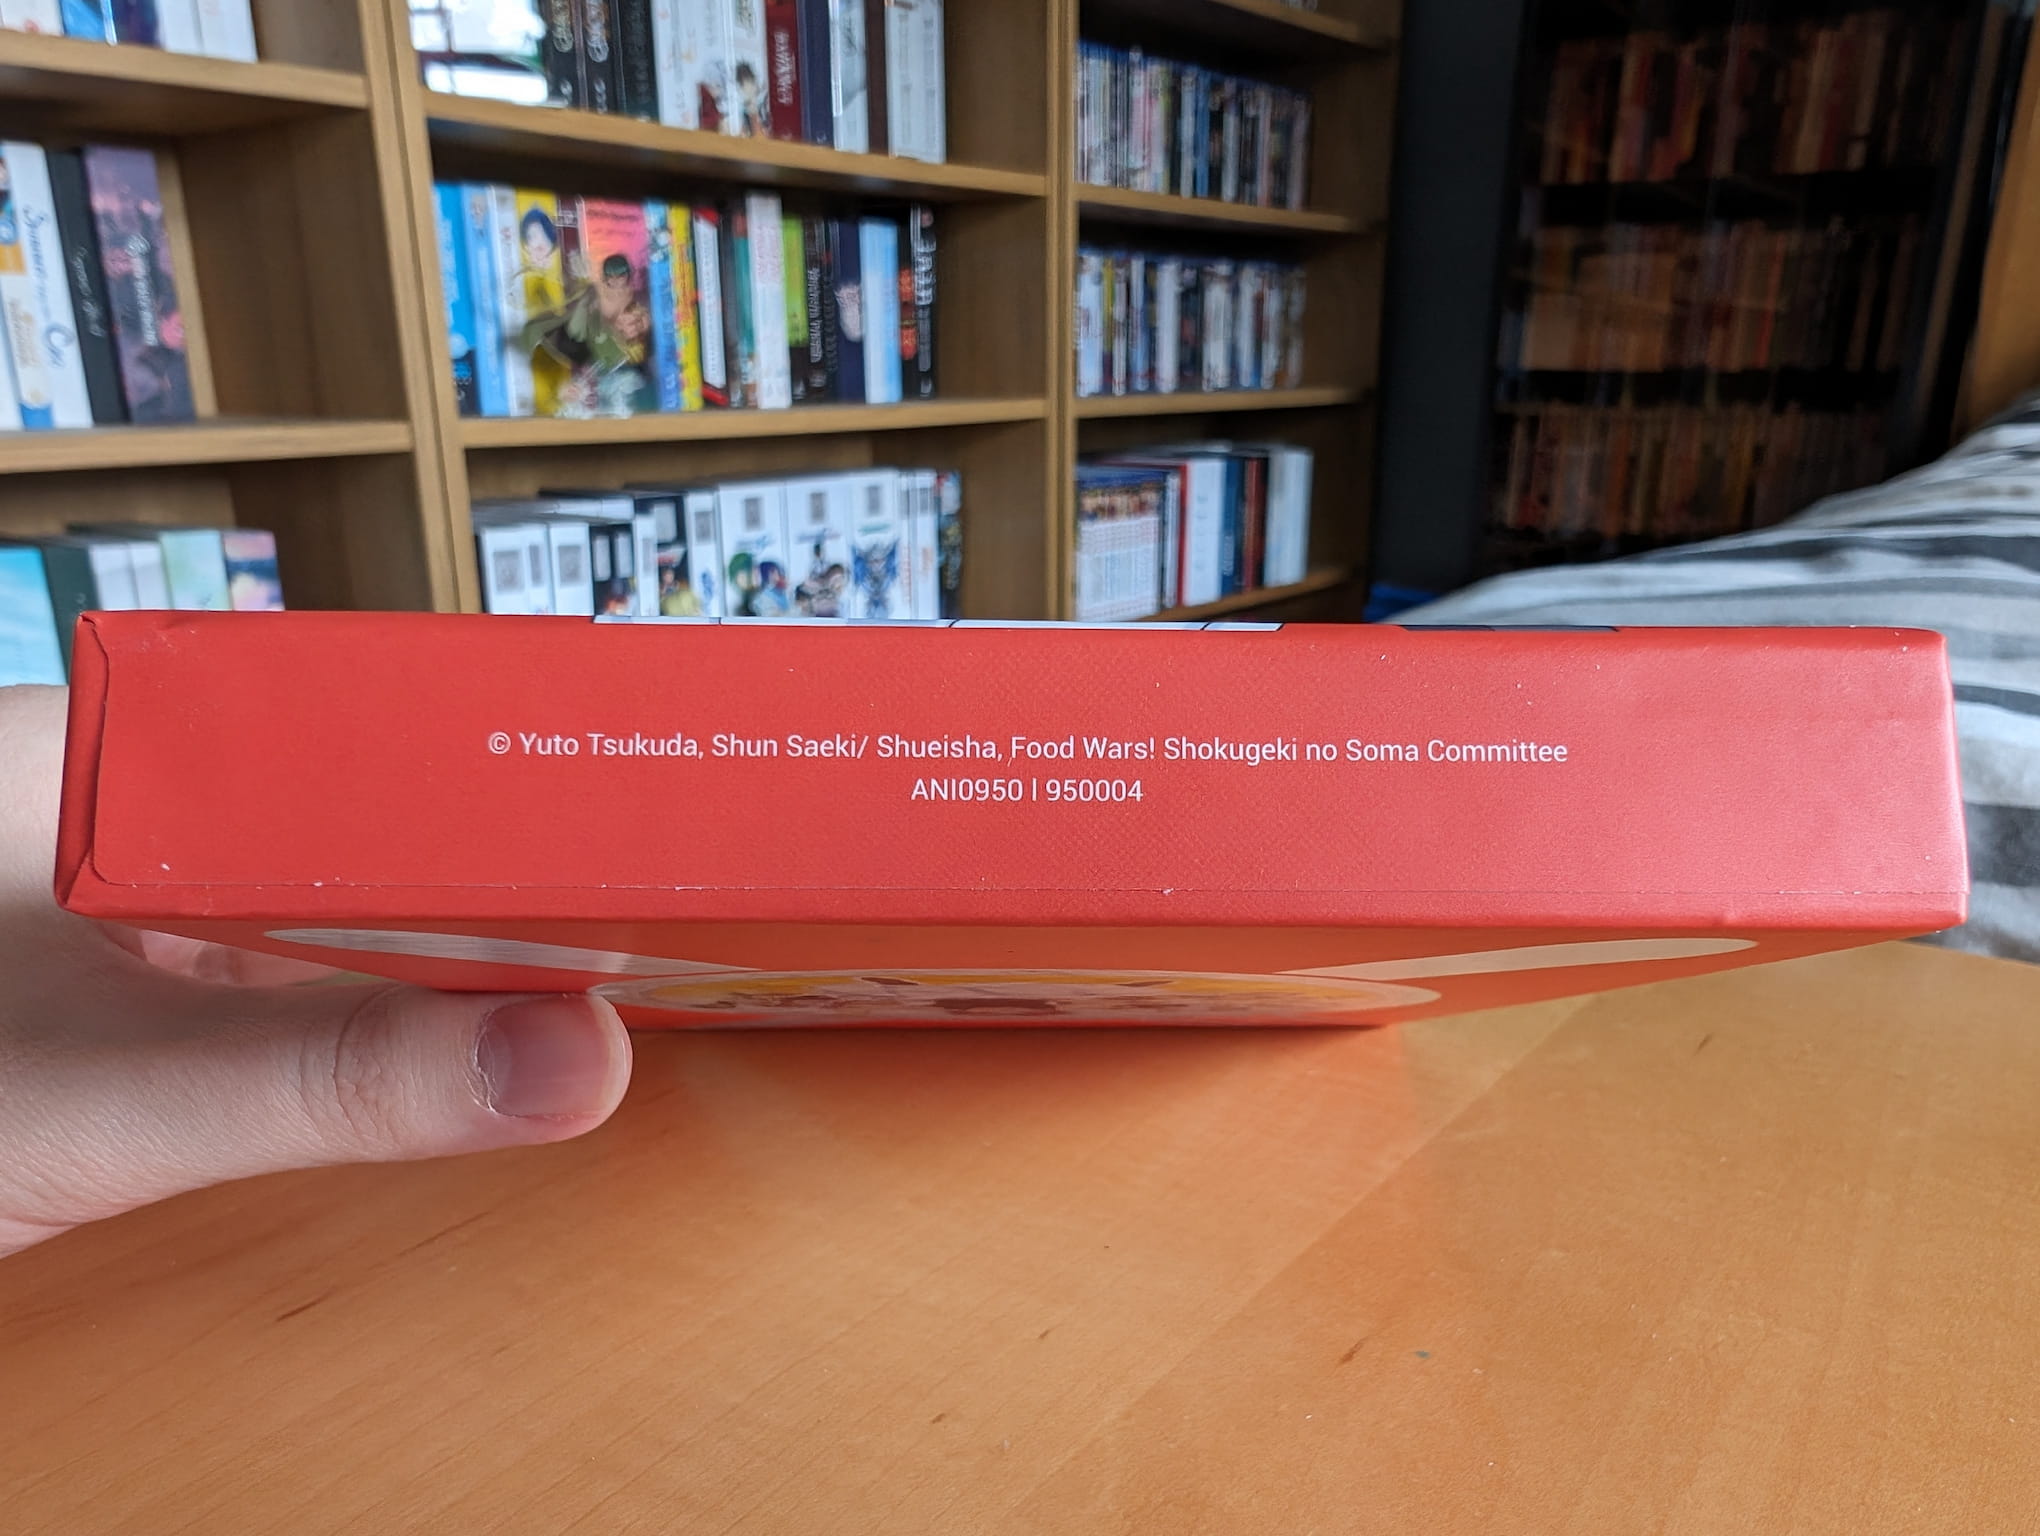 © Yuto Tsukuda, Shun Saeki/ Shueisha, Food Wars! Shokugeki no Soma Committee
ANI0950 | 950004